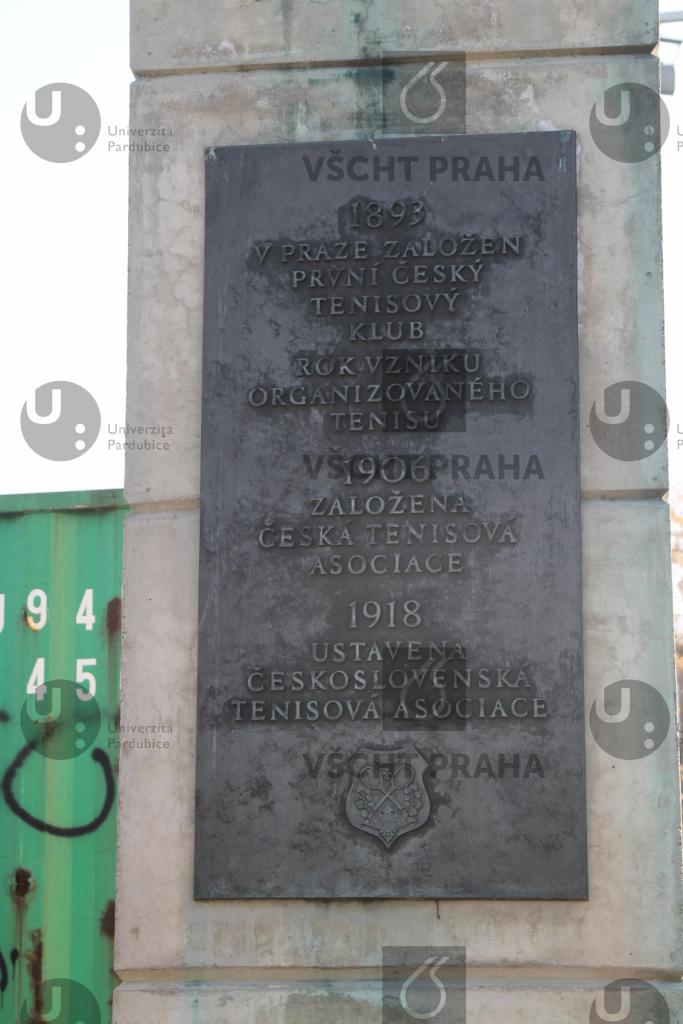 1893
V PRAZE ZALOŽEN
PRVNÍ ČESKÝ
TENISOVÝ
KLUB
ROK VZNIKU
ORGANIZOVANÉHO
TENISU
1906
ZALOŽENA
ČESKÁ TENISOVÁ
ASOCIACE
1918
USTAVENA
ČESKOSLOVENSKÁ
TENISOVÁ ASOCIACE
U 94
45
VŠCHT PRAHA
VŠCHT PRAHA
VŠCHT PRAHA
Univerzita
Pardubice
Univerzita
Pardubice
Univerzita
Pardubice